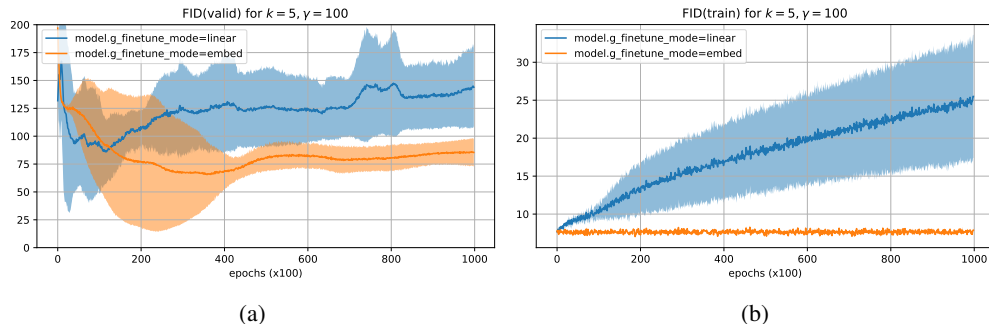 FID(valid) for k = 5, γ = 100
200
175
150
125
100
75
50
25
0
model.g_finetune_mode=linear
model.g_finetune_mode=embed
0 200 400 600 800 1000
epochs (x100)
(a)
FID(train) for k = 5, γ = 100
30
25
20
15
10
model.g_finetune_mode=linear
model.g_finetune_mode=embed
0 200 400 600 800 1000
epochs (x100)
(b)